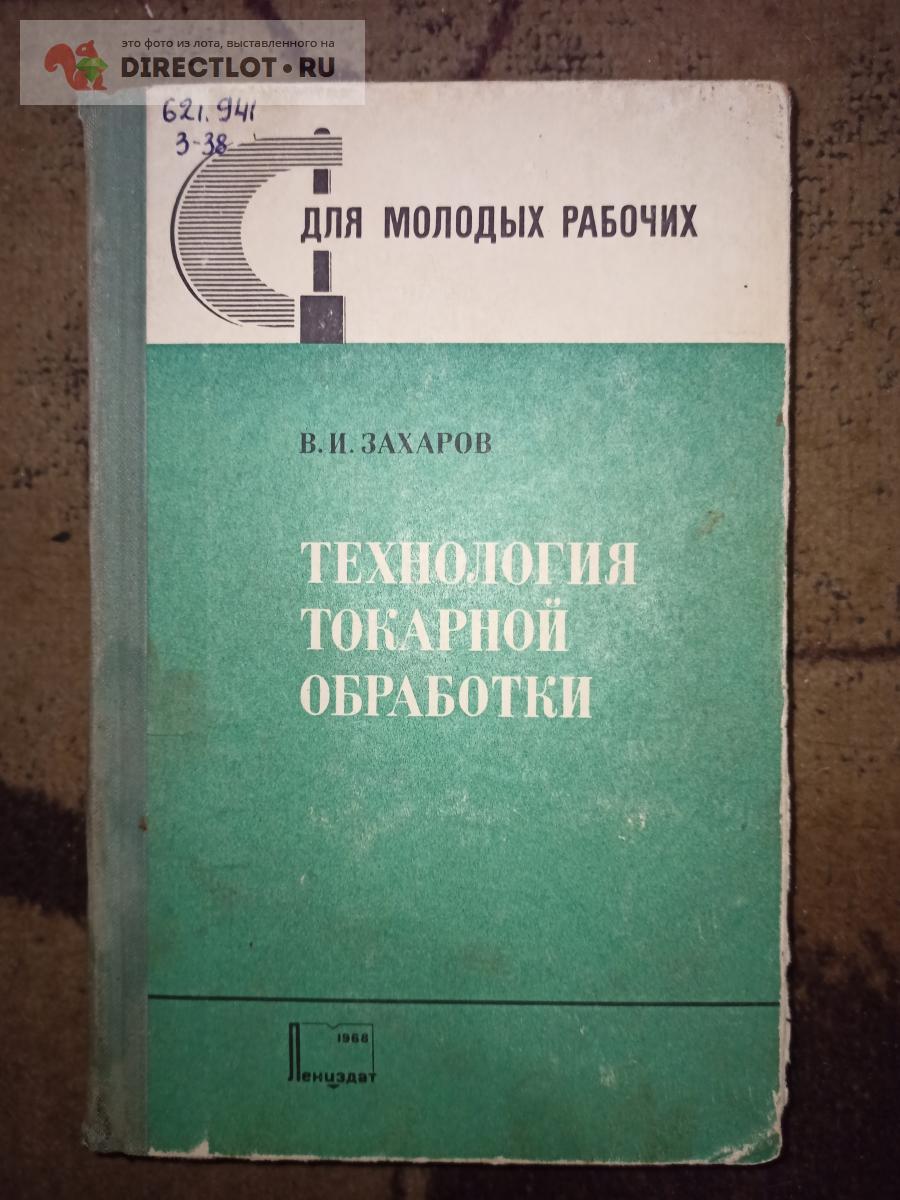 это фото из лота, выставленного на
DIRECTLOT•RU
621.941
З-38
ДЛЯ МОЛОДЫХ РАБОЧИХ
В. И. ЗАХАРОВ
ТЕХНОЛОГИЯ
ТОКАРНОЙ
ОБРАБОТКИ
1968
Лениздат